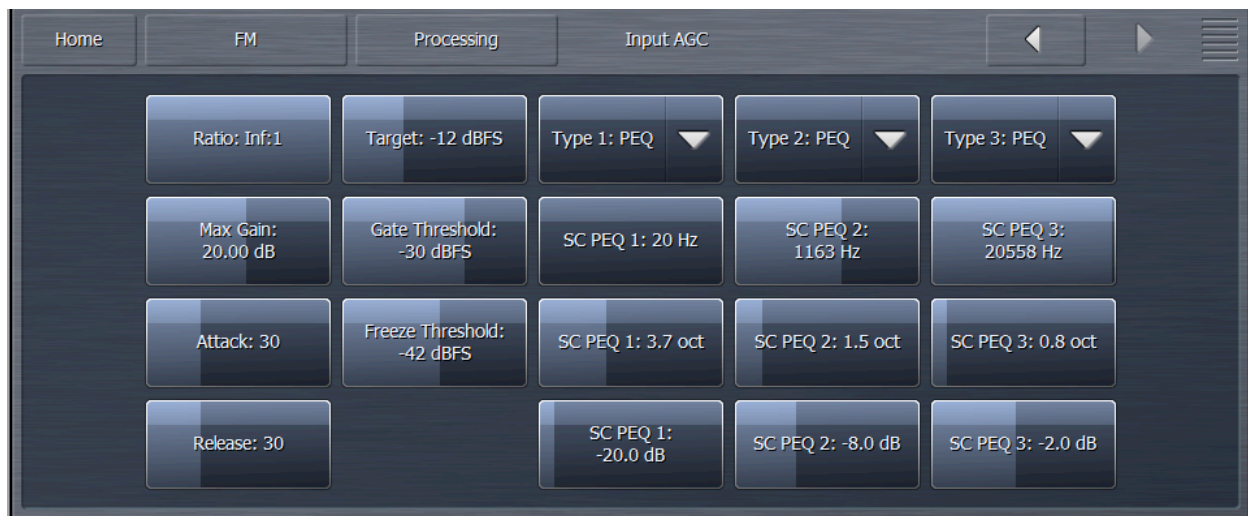 Home
FM
Processing
Input AGC
Ratio: Inf:1
Target: -12 dBFS
Type 1: PEQ
Type 2: PEQ
Type 3: PEQ
Max Gain:
20.00 dB
Gate Threshold:
-30 dBFS
SC PEQ 1: 20 Hz
SC PEQ 2:
1163 Hz
SC PEQ 3:
20558 Hz
Attack: 30
Freeze Threshold:
-42 dBFS
SC PEQ 1: 3.7 oct
SC PEQ 2: 1.5 oct
SC PEQ 3: 0.8 oct
Release: 30
SC PEQ 1:
-20.0 dB
SC PEQ 2: -8.0 dB
SC PEQ 3: -2.0 dB